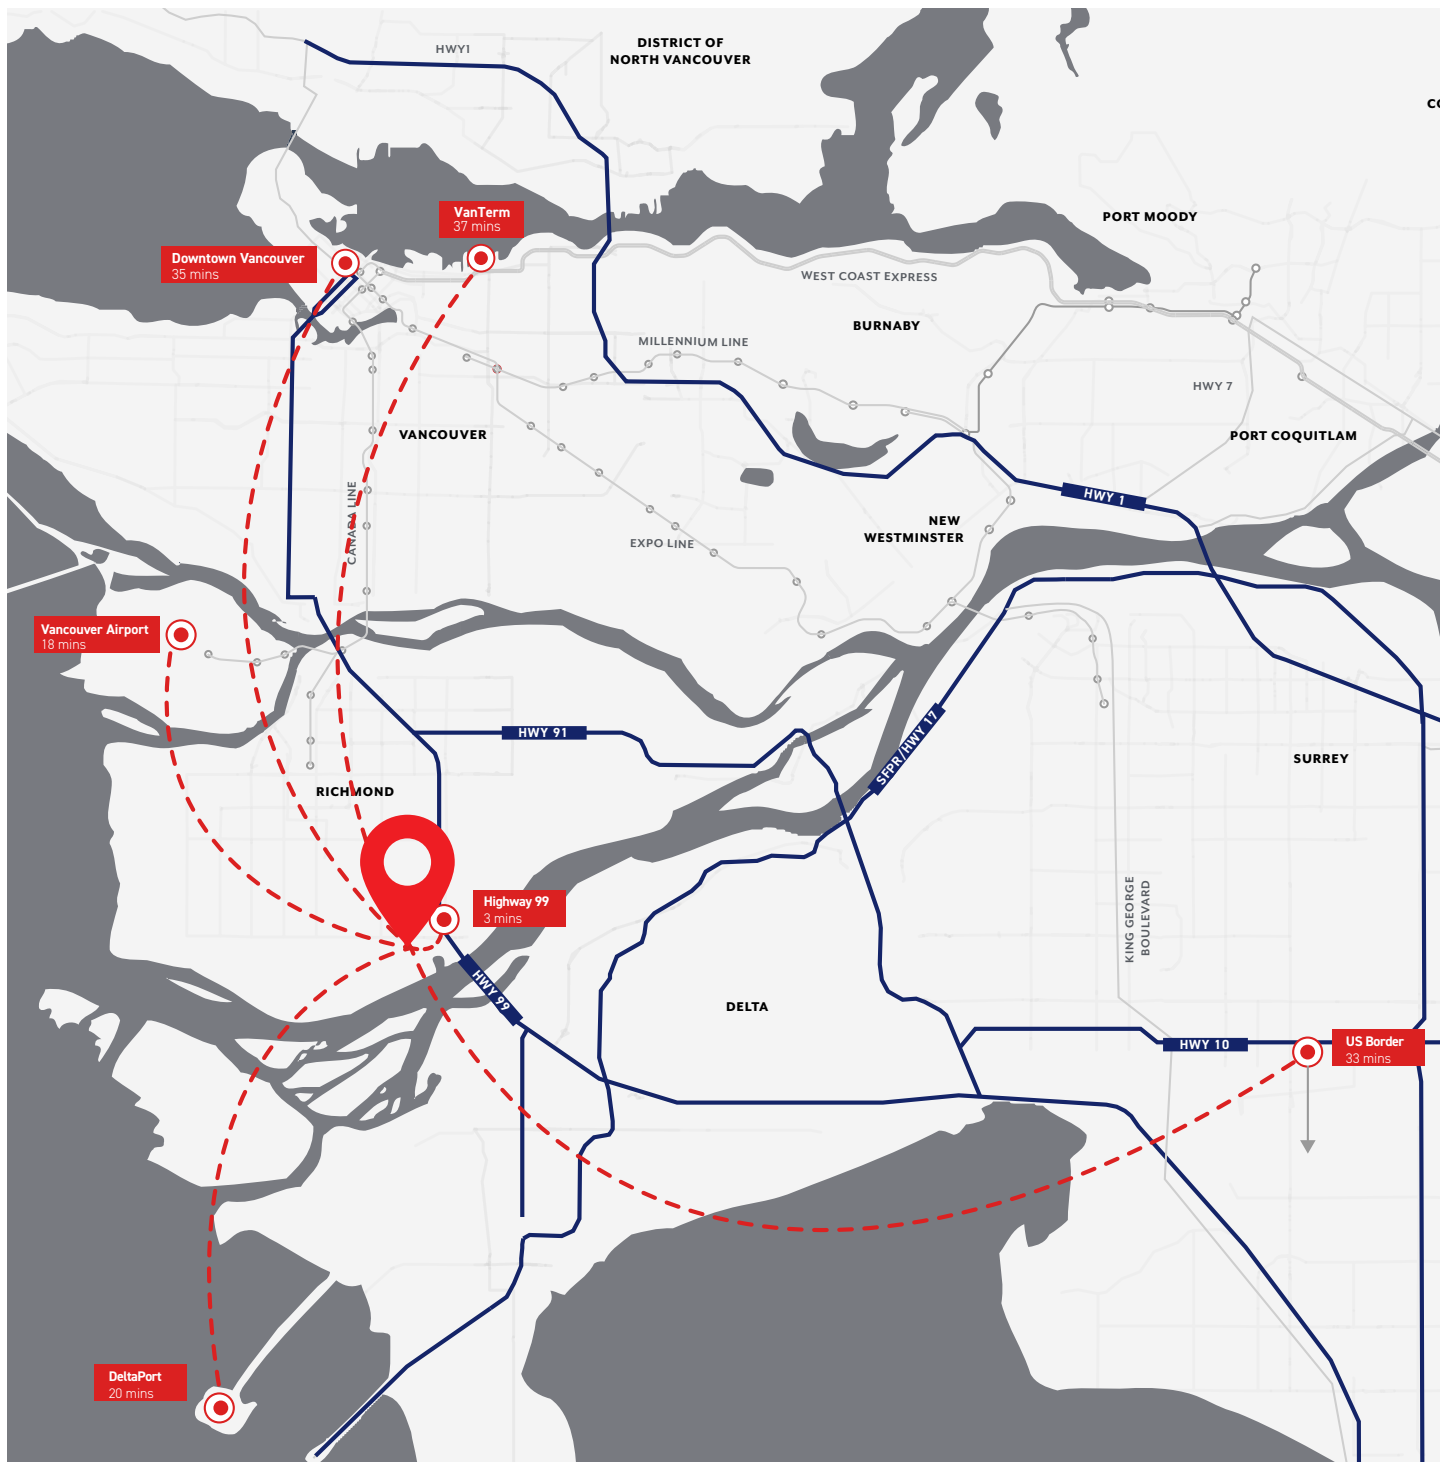 HWY1
DISTRICT OF
NORTH VANCOUVER
CO
PORT MOODY
VanTerm
37 mins
Downtown Vancouver
35 mins
WEST COAST EXPRESS
BURNABY
MILLENNIUM LINE
HWY 7
VANCOUVER
PORT COQUITLAM
CANADA LINE
HWY 1
NEW
WESTMINSTER
EXPO LINE
Vancouver Airport
18 mins
HWY 91
SFPR/HWY 17
SURREY
RICHMOND
Highway 99
3 mins
KING GEORGE
BOULEVARD
HWY 99
DELTA
HWY 10
US Border
33 mins
DeltaPort
20 mins